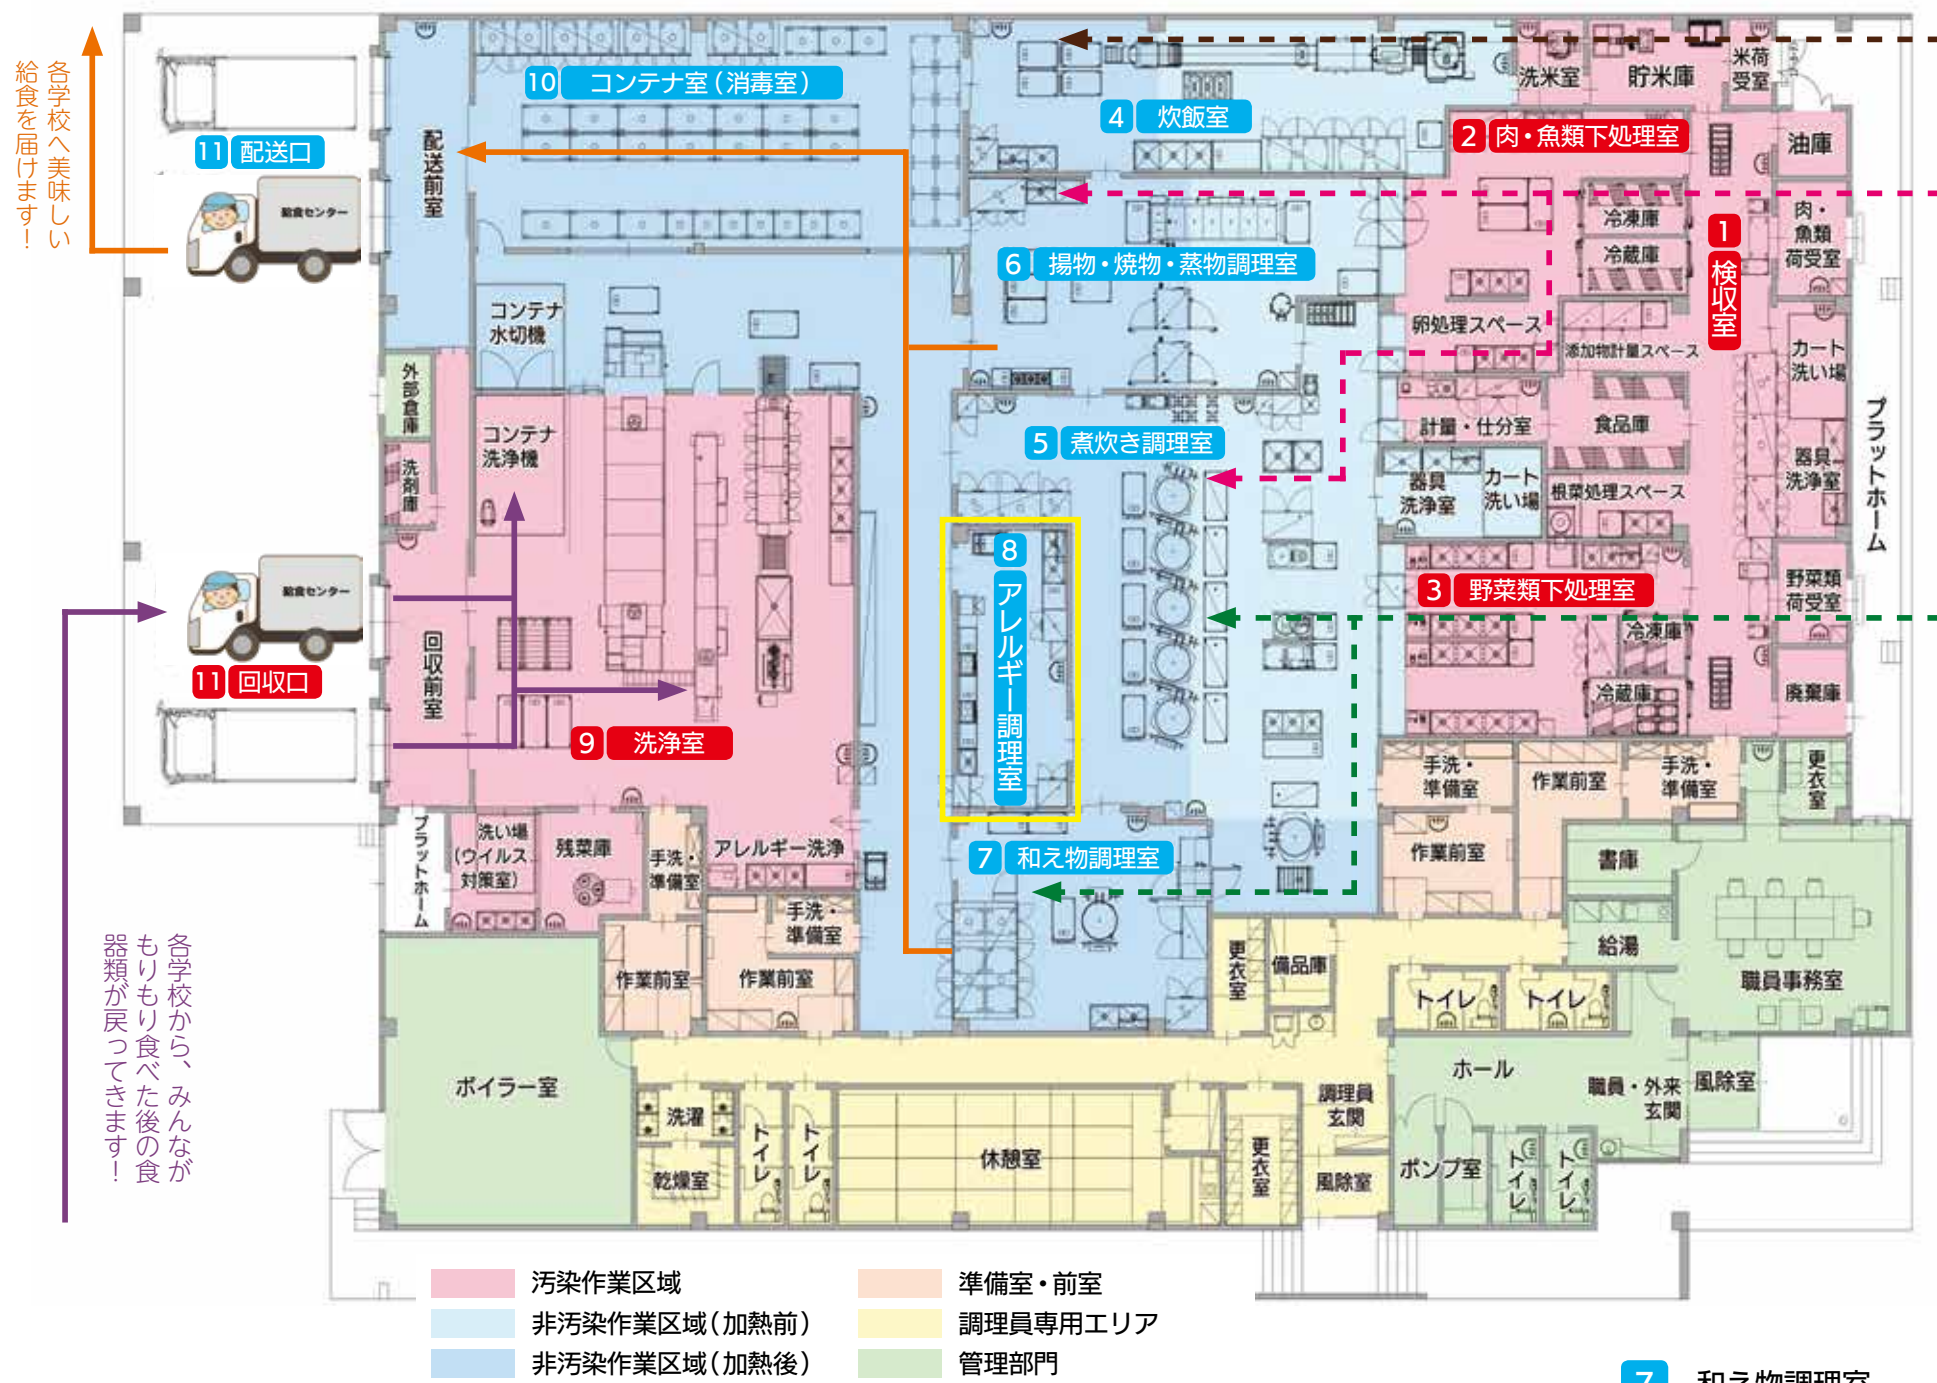 各学校へ美味しい
給食を届けます！
11 配送口
給食センター
配送前室
10 コンテナ室（消毒室）
4 炊飯室
洗米室
貯米庫
米荷
受室
2 肉・魚類下処理室
油庫
冷凍庫
冷蔵庫
1 検収室
肉・
魚類
荷受室
6 揚物・焼物・蒸物調理室
卵処理スペース
添加物計量スペース
カート
洗い場
コンテナ
水切機
外部倉庫
コンテナ
洗浄機
洗剤庫
5 煮炊き調理室
計量・仕分室
食品庫
器具
洗浄室
カート
洗い場
根菜処理スペース
器具
洗浄室
プラットホーム
8 アレルギー調理室
3 野菜類下処理室
野菜類
荷受室
冷凍庫
冷蔵庫
廃棄庫
給食センター
11 回収口
回収前室
9 洗浄室
手洗・
準備室
作業前室
手洗・
準備室
更衣室
プラットホーム
洗い場
（ウイルス
対策室）
残菜庫
手洗・
準備室
アレルギー洗浄
7 和え物調理室
作業前室
書庫
手洗・
準備室
作業前室
作業前室
更衣室
備品庫
給湯
職員事務室
トイレ
トイレ
各学校から、みんなが
もりもり食べた後の食
器類が戻ってきます！
ボイラー室
洗濯
乾燥室
トイレ
トイレ
休憩室
更衣室
調理員
玄関
風除室
ホール
職員・外来
玄関
風除室
ポンプ室
トイレ
トイレ
汚染作業区域
非汚染作業区域（加熱前）
非汚染作業区域（加熱後）
準備室・前室
調理員専用エリア
管理部門
7 和え物調理室